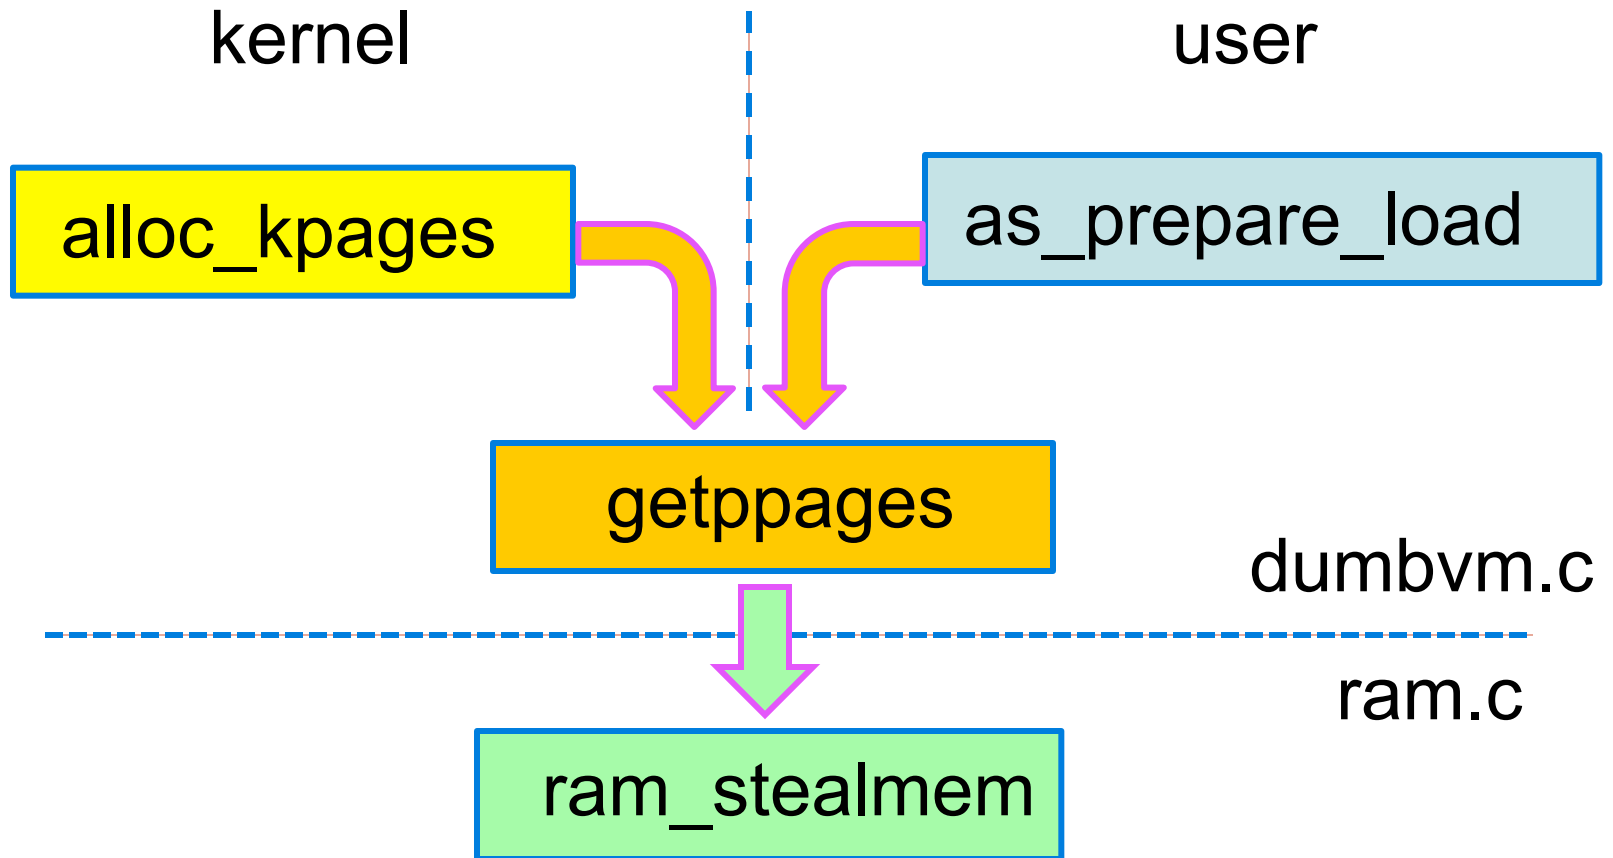 kernel
user
alloc_kpages
as_prepare_load
getppages
dumbvm.c
ram.c
ram_stealmem